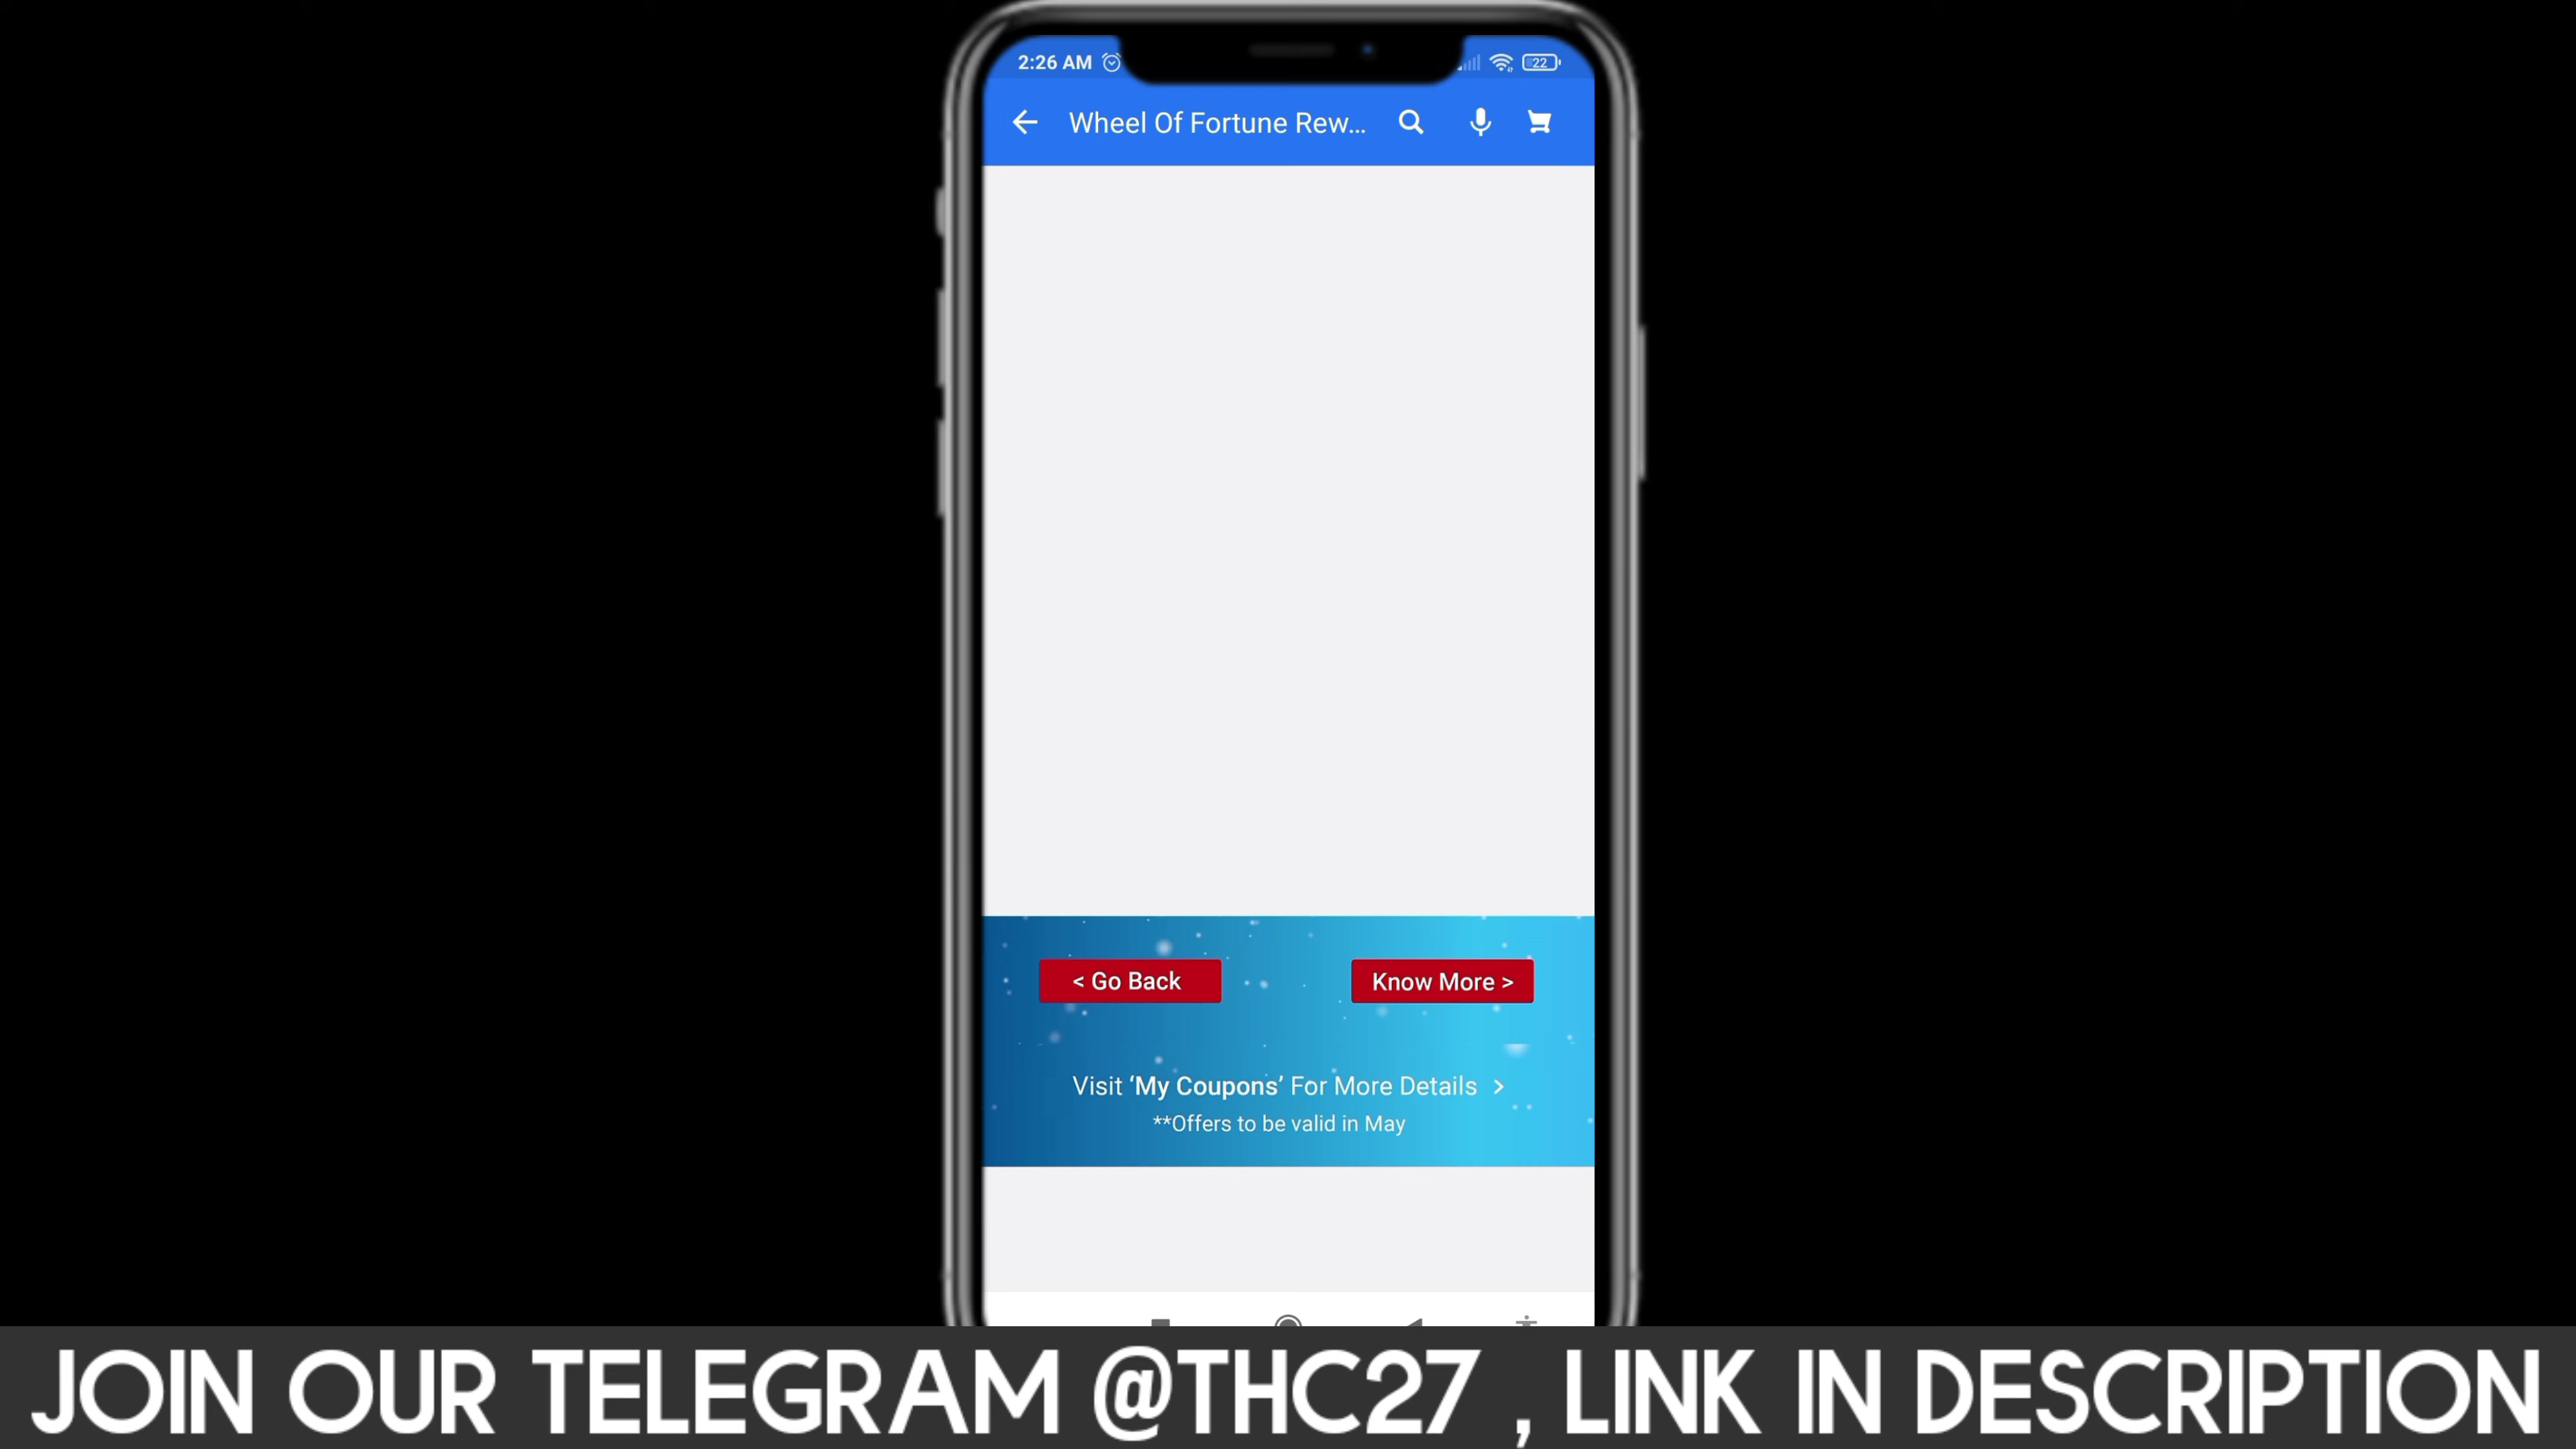 2:26 AM
22
Wheel Of Fortune Rew...
< Go Back
Know More >
Visit ‘My Coupons’ For More Details >
**Offers to be valid in May
JOIN OUR TELEGRAM @THC27 , LINK IN DESCRIPTION